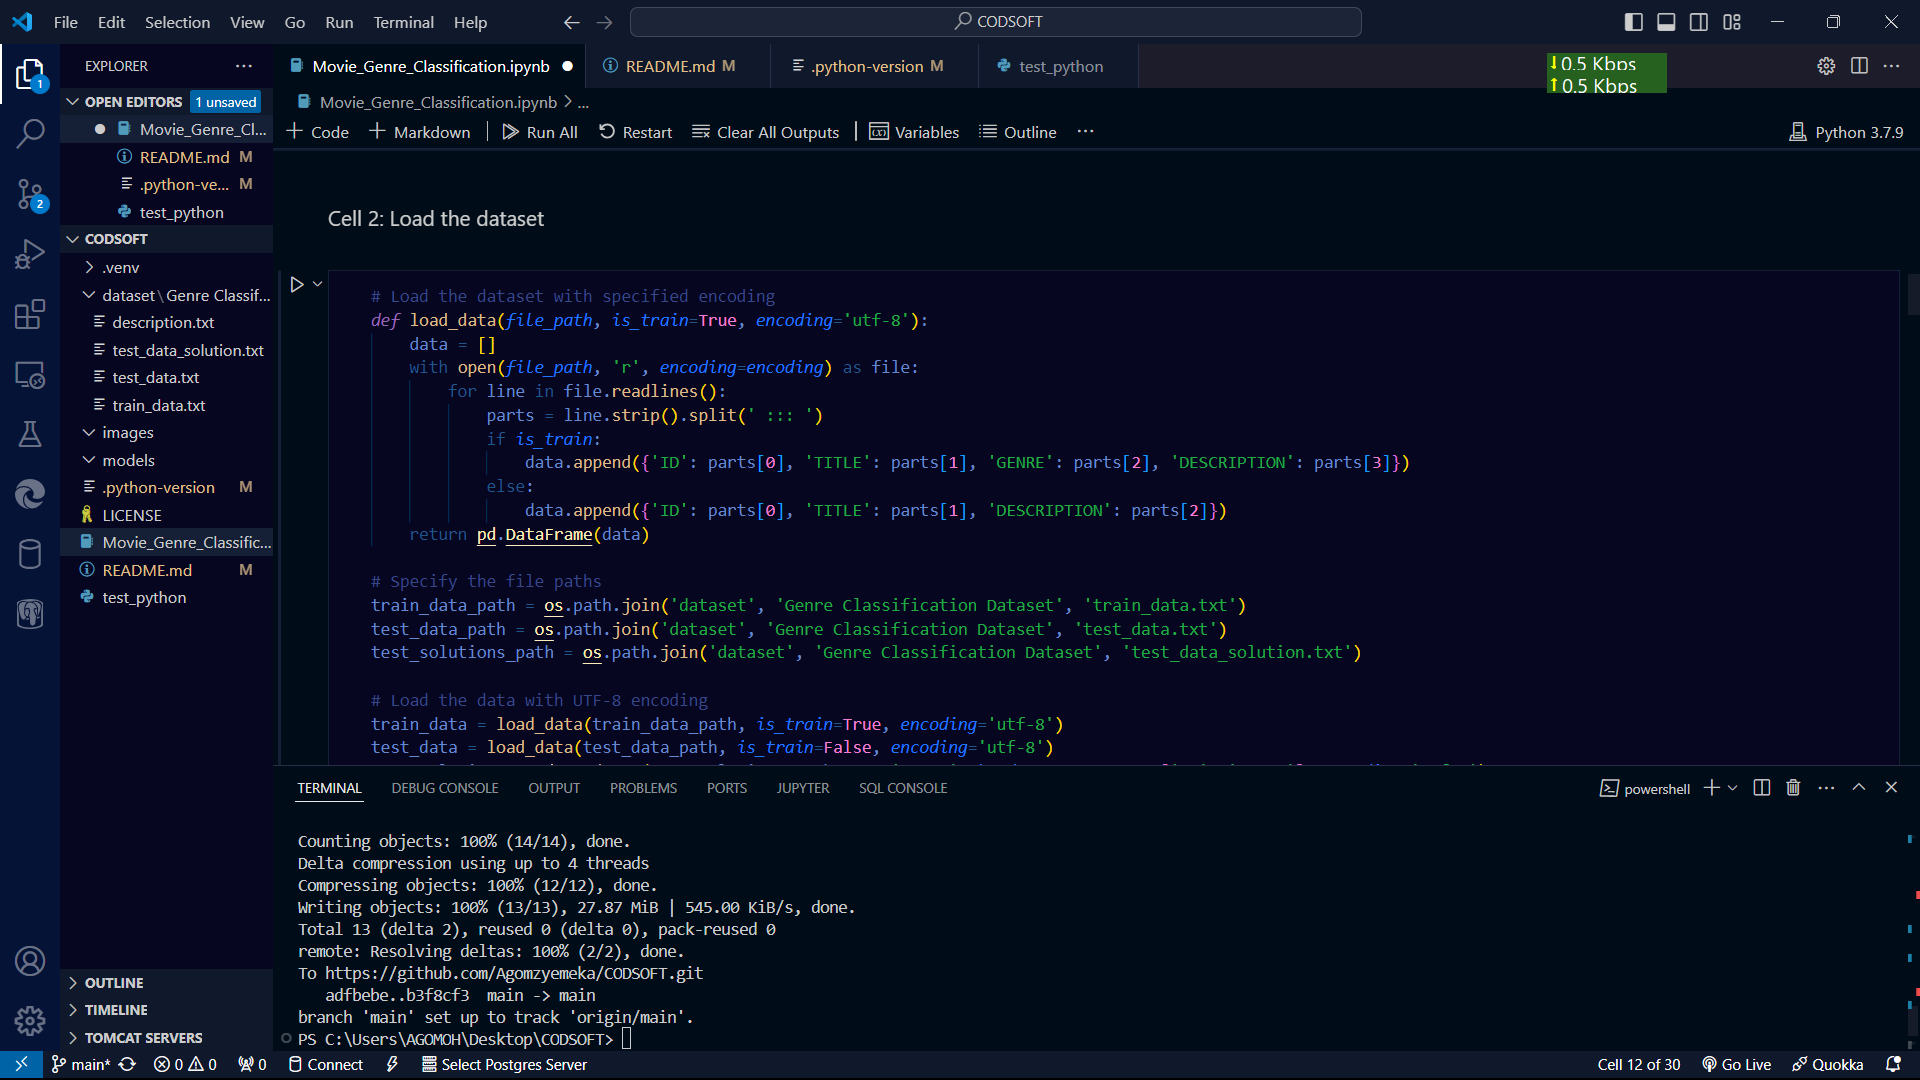 File Edit Selection View Go Run Terminal Help
CODSOFT
EXPLORER
OPEN EDITORS 1 unsaved
Movie_Genre_Cl...
README.md M
.python-ve... M
test_python
CODSOFT
.venv
dataset\Genre Classif...
description.txt
test_data_solution.txt
test_data.txt
train_data.txt
images
models
.python-version M
LICENSE
Movie_Genre_Classific...
README.md M
test_python
OUTLINE
TIMELINE
TOMCAT SERVERS
1
2
Movie_Genre_Classification.ipynb README.md M .python-version M test_python
↓0.5 Kbps
↑0.5 Kbps
Movie_Genre_Classification.ipynb > ...
+ Code + Markdown | Run All Restart Clear All Outputs | Variables Outline ...
Python 3.7.9
Cell 2: Load the dataset
# Load the dataset with specified encoding
def load_data(file_path, is_train=True, encoding='utf-8'):
data = []
with open(file_path, 'r', encoding=encoding) as file:
for line in file.readlines():
parts = line.strip().split(' ::: ')
if is_train:
data.append({'ID': parts[0], 'TITLE': parts[1], 'GENRE': parts[2], 'DESCRIPTION': parts[3]})
else:
data.append({'ID': parts[0], 'TITLE': parts[1], 'DESCRIPTION': parts[2]})
return pd.DataFrame(data)
# Specify the file paths
train_data_path = os.path.join('dataset', 'Genre Classification Dataset', 'train_data.txt')
test_data_path = os.path.join('dataset', 'Genre Classification Dataset', 'test_data.txt')
test_solutions_path = os.path.join('dataset', 'Genre Classification Dataset', 'test_data_solution.txt')
# Load the data with UTF-8 encoding
train_data = load_data(train_data_path, is_train=True, encoding='utf-8')
test_data = load_data(test_data_path, is_train=False, encoding='utf-8')
TERMINAL DEBUG CONSOLE OUTPUT PROBLEMS PORTS JUPYTER SQL CONSOLE
powershell
Counting objects: 100% (14/14), done.
Delta compression using up to 4 threads
Compressing objects: 100% (12/12), done.
Writing objects: 100% (13/13), 27.87 MiB | 545.00 KiB/s, done.
Total 13 (delta 2), reused 0 (delta 0), pack-reused 0
remote: Resolving deltas: 100% (2/2), done.
To https://github.com/Agomzyemeka/CODSOFT.git
adfbebe..b3f8cf3 main -> main
branch 'main' set up to track 'origin/main'.
PS C:\Users\AGOMOH\Desktop\CODSOFT>
main* 0 0 0 Connect Select Postgres Server
Cell 12 of 30 Go Live Quokka